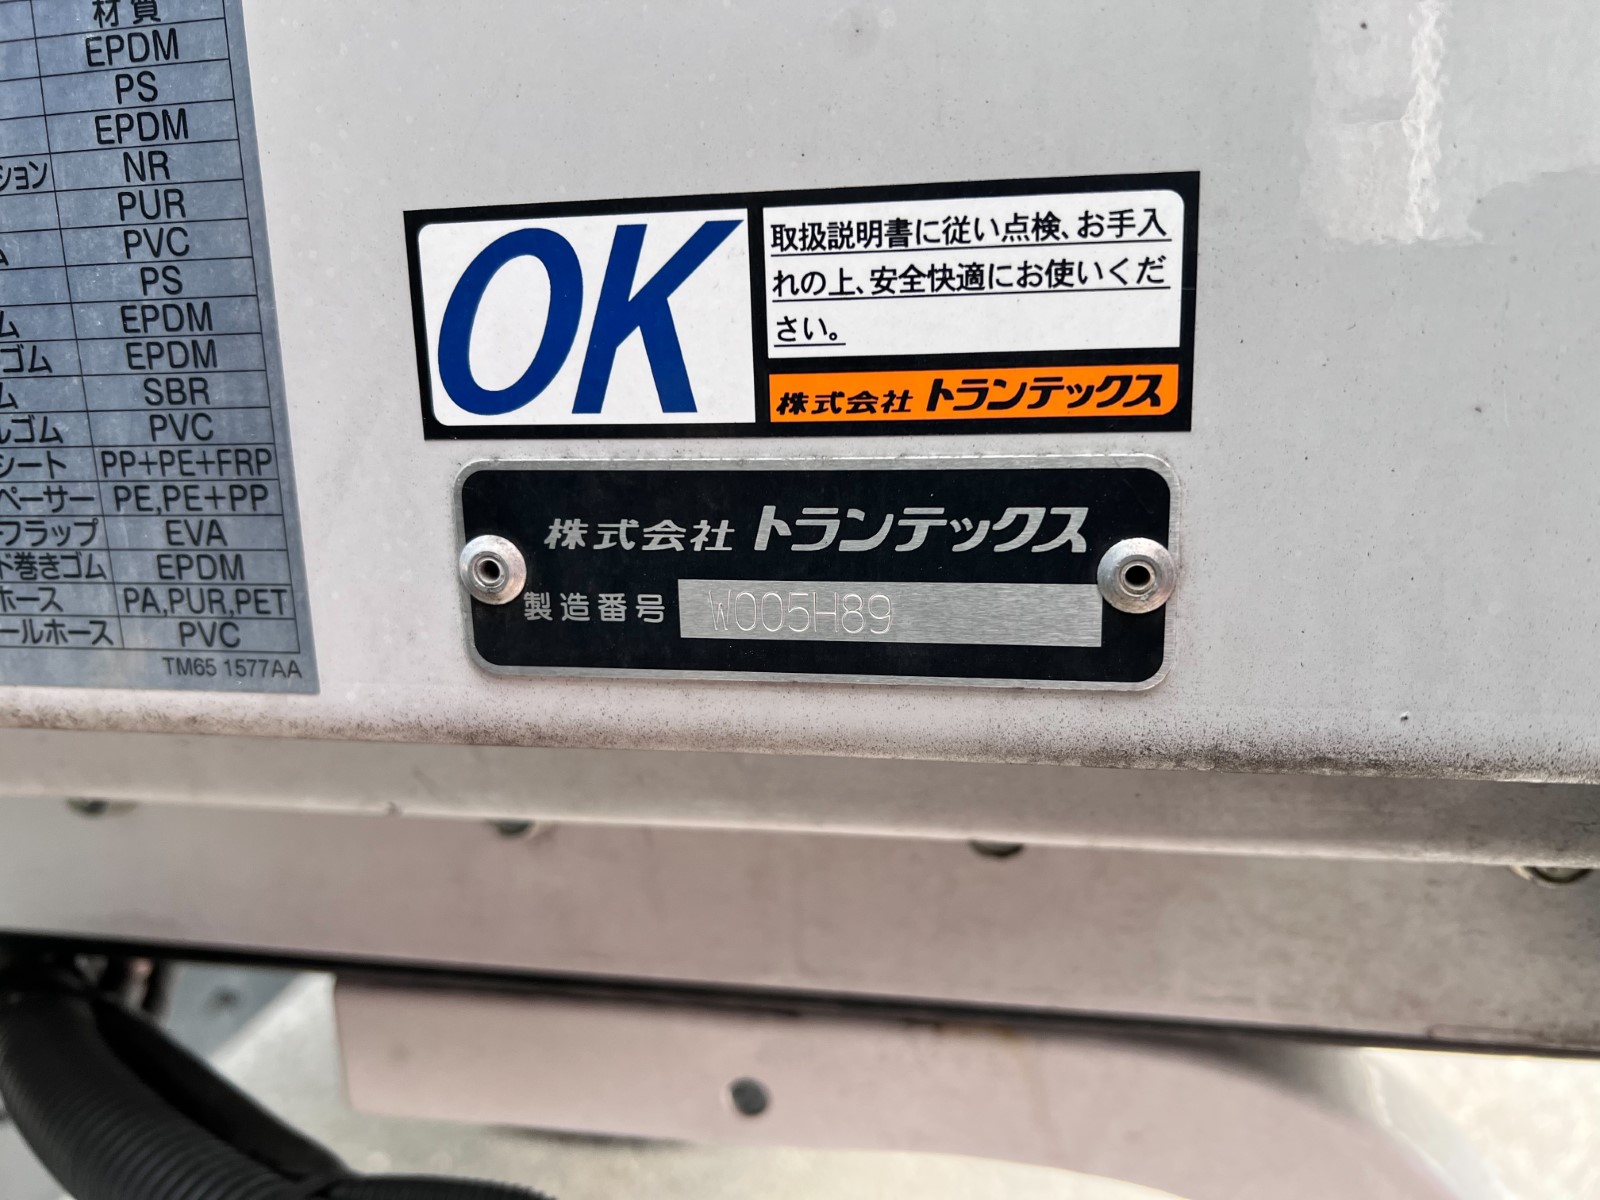 材質
EPDM
PS
EPDM
ション NR
PUR
ム PVC
PS
ム EPDM
ゴム EPDM
ム SBR
ルゴム PVC
シート PP+PE+FRP
ペーサー PE,PE+PP
フラップ EVA
ド巻きゴム EPDM
ホース PA,PUR,PET
ールホース PVC
TM65 1577AA
OK
取扱説明書に従い点検、お手入
れの上、安全快適にお使いくだ
さい。
株式会社 トランテックス
株式会社 トランテックス
製造番号 W005H89